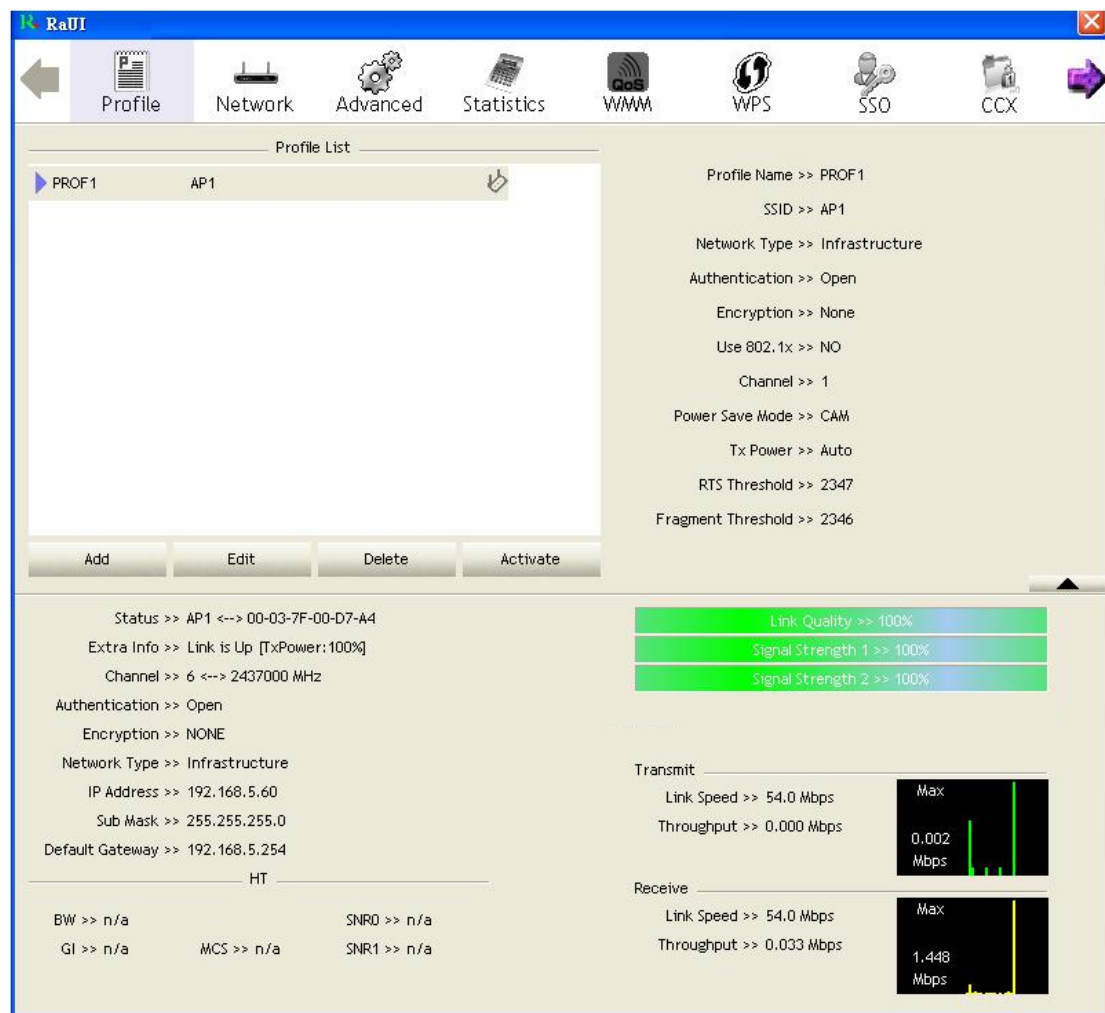 RaUI
Profile Network Advanced Statistics QoS WMM WPS SSO CCX
Profile List
PROF1 AP1
Add Edit Delete Activate
Profile Name >> PROF1
SSID >> AP1
Network Type >> Infrastructure
Authentication >> Open
Encryption >> None
Use 802.1x >> NO
Channel >> 1
Power Save Mode >> CAM
Tx Power >> Auto
RTS Threshold >> 2347
Fragment Threshold >> 2346
Status >> AP1 <--> 00-03-7F-00-D7-A4
Extra Info >> Link is Up [TxPower:100%]
Channel >> 6 <--> 2437000 MHz
Authentication >> Open
Encryption >> NONE
Network Type >> Infrastructure
IP Address >> 192.168.5.60
Sub Mask >> 255.255.255.0
Default Gateway >> 192.168.5.254
HT
BW >> n/a SNR0 >> n/a
GI >> n/a MCS >> n/a SNR1 >> n/a
Link Quality >> 100%
Signal Strength 1 >> 100%
Signal Strength 2 >> 100%
Transmit
Link Speed >> 54.0 Mbps
Throughput >> 0.000 Mbps
Max
0.002
Mbps
Receive
Link Speed >> 54.0 Mbps
Throughput >> 0.033 Mbps
Max
1.448
Mbps